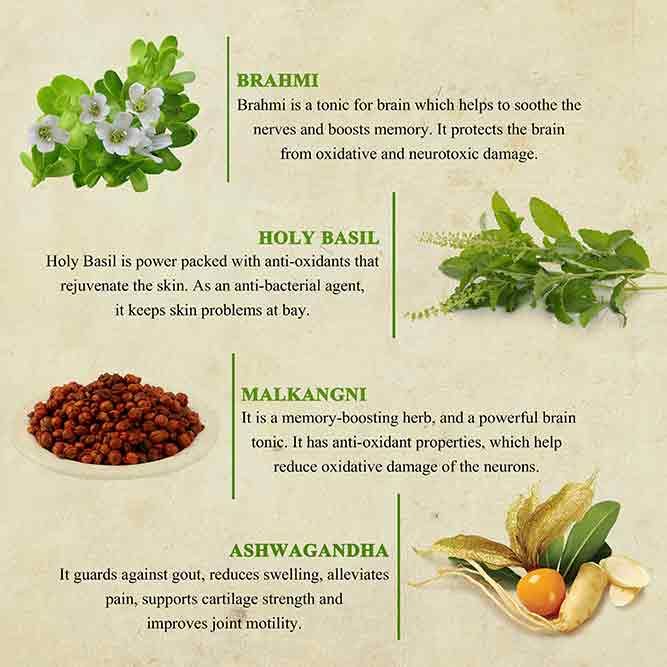 BRAHMI
Brahmi is a tonic for brain which helps to soothe the
nerves and boosts memory. It protects the brain
from oxidative and neurotoxic damage.
HOLY BASIL
Holy Basil is power packed with anti-oxidants that
rejuvenate the skin. As an anti-bacterial agent,
it keeps skin problems at bay.
MALKANGNI
It is a memory-boosting herb, and a powerful brain
tonic. It has anti-oxidant properties, which help
reduce oxidative damage of the neurons.
ASHWAGANDHA
It guards against gout, reduces swelling, alleviates
pain, supports cartilage strength and
improves joint motility.